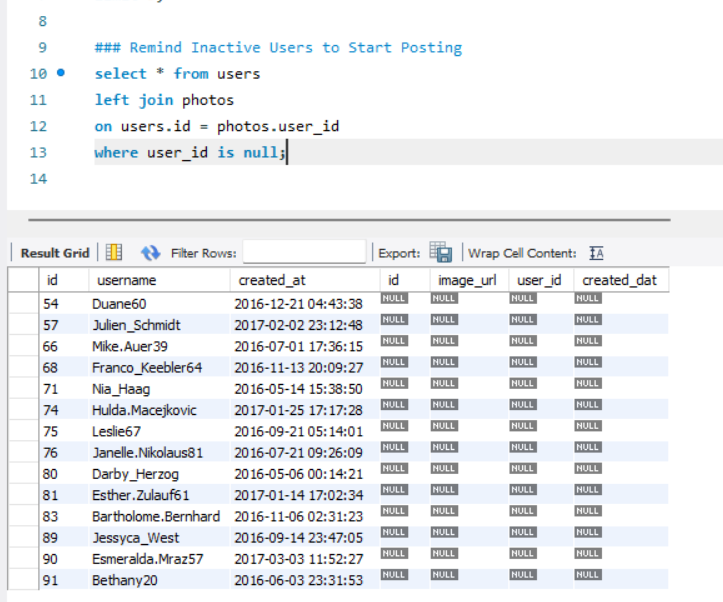 8
9 ### Remind Inactive Users to Start Posting
10 select * from users
11 left join photos
12 on users.id = photos.user_id
13 where user_id is null;
14
Result Grid Filter Rows: Export: Wrap Cell Content: IA
id username created_at id image_url user_id created_dat
54 Duane60 2016-12-21 04:43:38 NULL NULL NULL NULL
57 Julien_Schmidt 2017-02-02 23:12:48 NULL NULL NULL NULL
66 Mike.Auer39 2016-07-01 17:36:15 NULL NULL NULL NULL
68 Franco_Keebler64 2016-11-13 20:09:27 NULL NULL NULL NULL
71 Nia_Haag 2016-05-14 15:38:50 NULL NULL NULL NULL
74 Hulda.Macejkovic 2017-01-25 17:17:28 NULL NULL NULL NULL
75 Leslie67 2016-09-21 05:14:01 NULL NULL NULL NULL
76 Janelle.Nikolaus81 2016-07-21 09:26:09 NULL NULL NULL NULL
80 Darby_Herzog 2016-05-06 00:14:21 NULL NULL NULL NULL
81 Esther.Zulauf61 2017-01-14 17:02:34 NULL NULL NULL NULL
83 Bartholome.Bernhard 2016-11-06 02:31:23 NULL NULL NULL NULL
89 Jessyca_West 2016-09-14 23:47:05 NULL NULL NULL NULL
90 Esmeralda.Mraz57 2017-03-03 11:52:27 NULL NULL NULL NULL
91 Bethany20 2016-06-03 23:31:53 NULL NULL NULL NULL